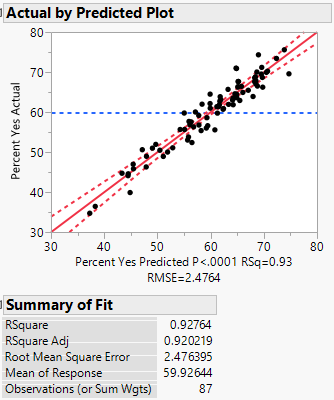 Actual by Predicted Plot
80
70
60
50
40
30
Percent Yes Actual
30 40 50 60 70 80
Percent Yes Predicted P<.0001 RSq=0.93
RMSE=2.4764
Summary of Fit
RSquare 0.92764
RSquare Adj 0.920219
Root Mean Square Error 2.476395
Mean of Response 59.92644
Observations (or Sum Wgts) 87